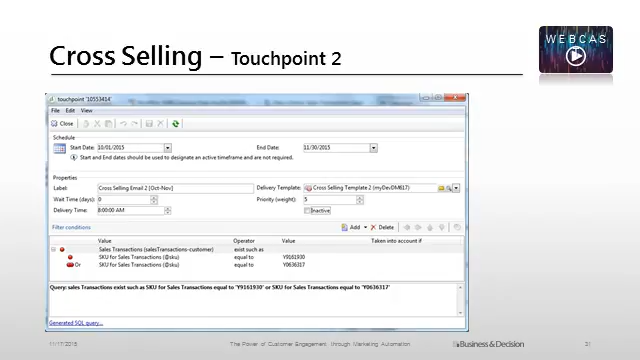 Cross Selling – Touchpoint 2
WEBCAS
touchpoint '10553414'
File Edit View
Close
Schedule
Start Date: 10/01/2015 End Date: 11/30/2015
Start and End dates should be used to designate an active timeframe and are not required.
Properties
Label: Cross Selling Email 2 [Oct-Nov] Delivery Template: Cross Selling Template 2 (myDevDM617)
Wait Time (days): 0 Priority (weight): 5
Delivery Time: 8:00:00 AM Inactive
Filter conditions Add Delete
Value Operator Value Taken into account if
Sales Transactions (salesTransactions-customer) exist such as
SKU for Sales Transactions (@sku) equal to Y9161930
Or SKU for Sales Transactions (@sku) equal to Y0636317
Query: sales Transactions exist such as SKU for Sales Transactions equal to 'Y9161930' or SKU for Sales Transactions equal to 'Y0636317'
Generated SQL query...
11/17/2015 The Power of Customer Engagement through Marketing Automation Business & Decision 31